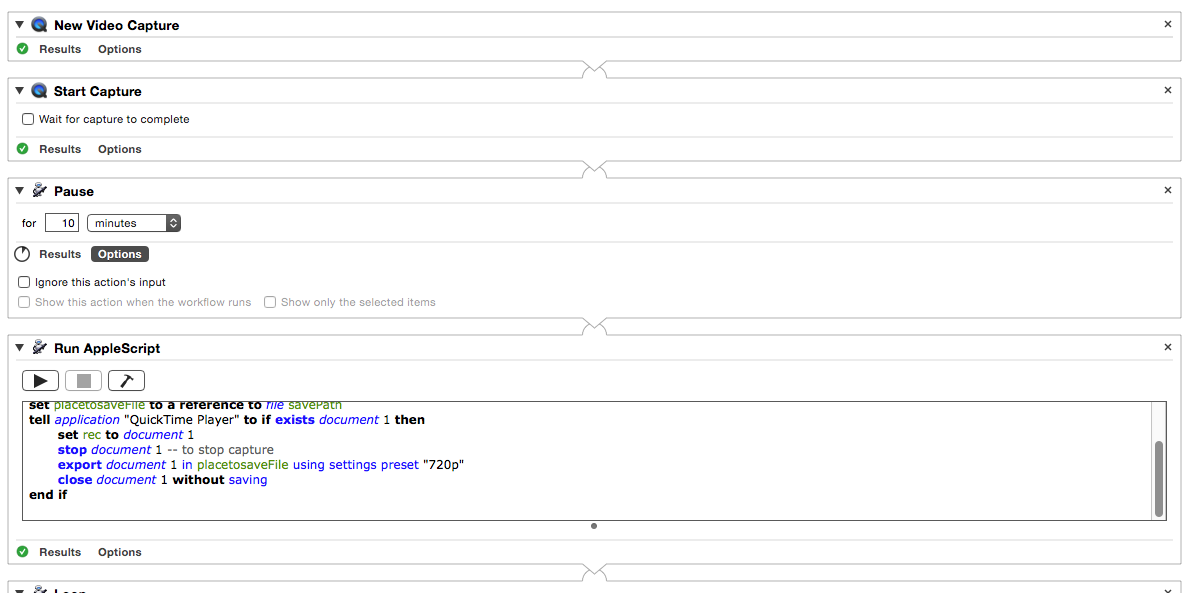 New Video Capture
Results Options
Start Capture
Wait for capture to complete
Results Options
Pause
for 10 minutes
Results Options
Ignore this action's input
Show this action when the workflow runs Show only the selected items
Run AppleScript
set placetosaveFile to a reference to file savePath
tell application "QuickTime Player" to if exists document 1 then
set rec to document 1
stop document 1 -- to stop capture
export document 1 in placetosaveFile using settings preset "720p"
close document 1 without saving
end if
Results Options
Loop